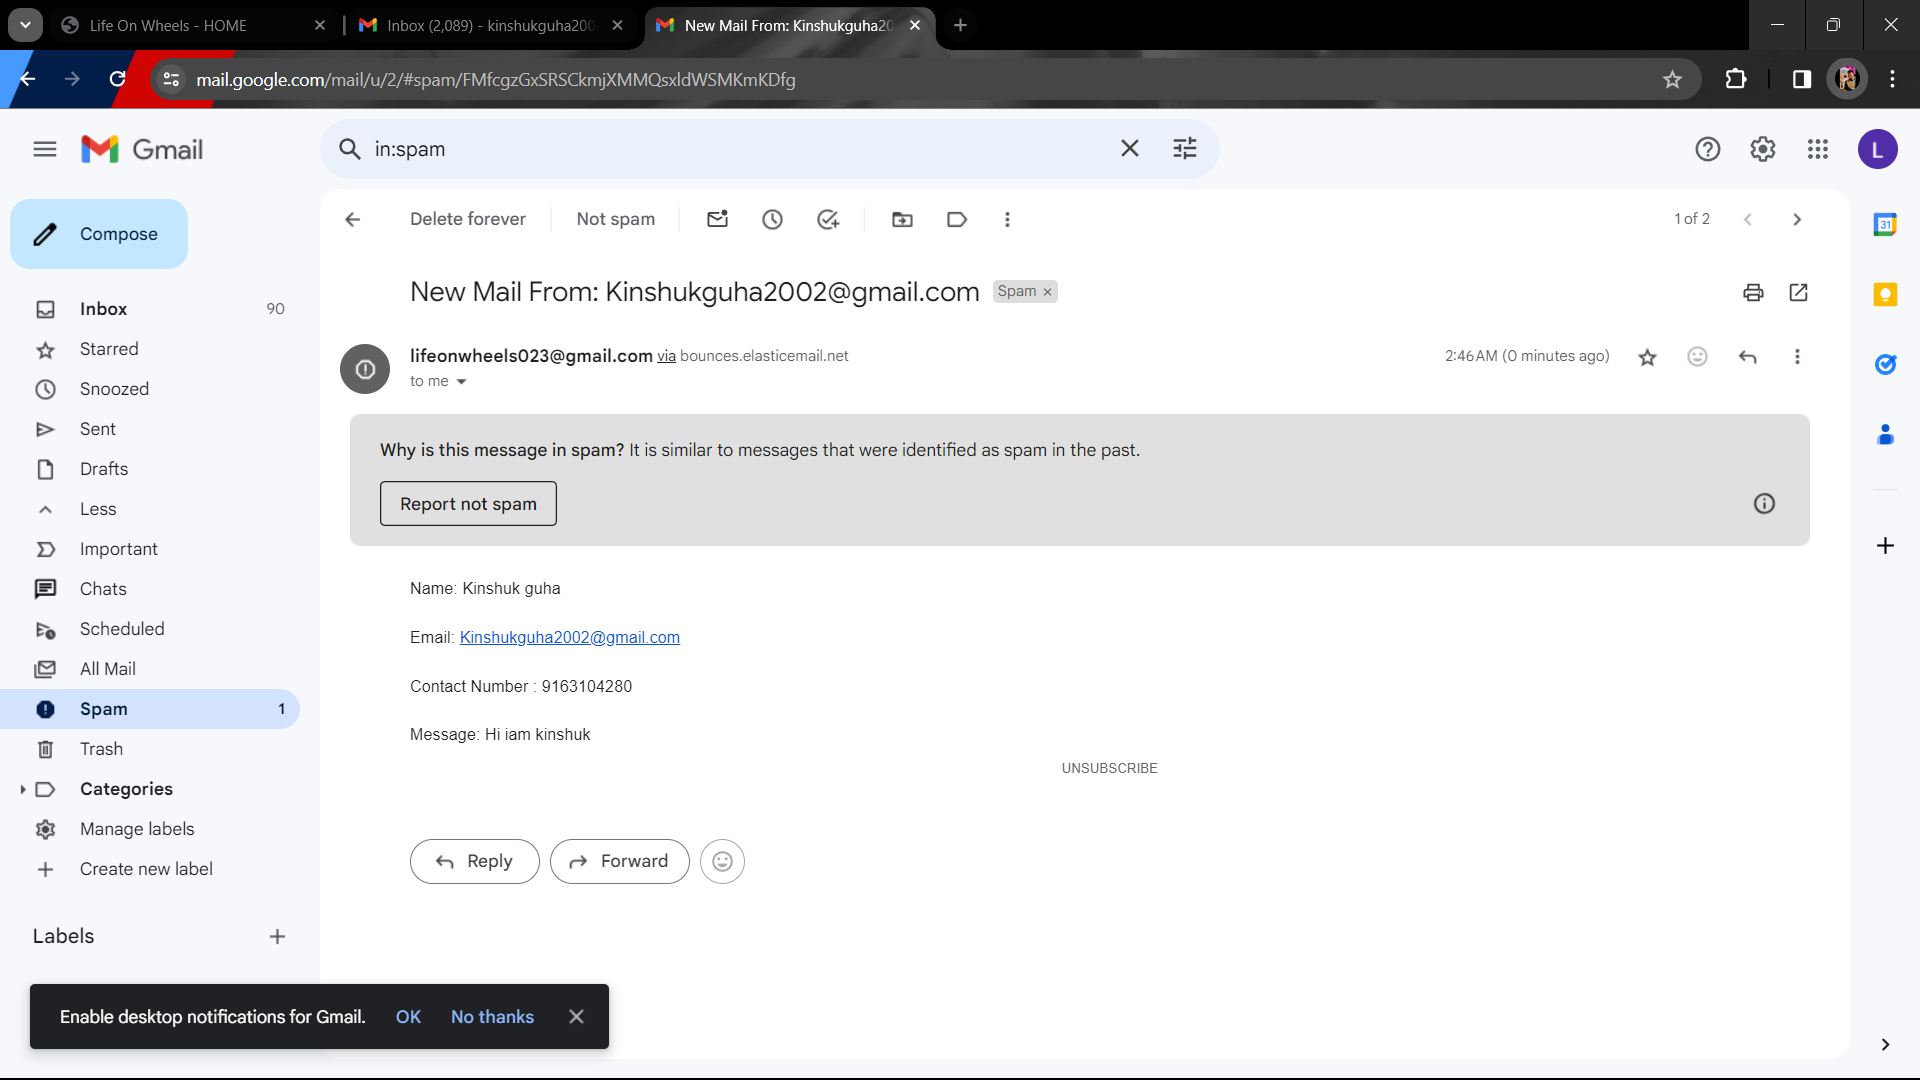 Life On Wheels - HOME
Inbox (2,089) - kinshukguha200
New Mail From: Kinshukguha20
mail.google.com/mail/u/2/#spam/FMfcgzGxSRSCkmjXMMQsxldWSMKmKDfg
Gmail
in:spam
L
Compose
Delete forever
Not spam
1 of 2
31
New Mail From: Kinshukguha2002@gmail.com
Spam ×
Inbox 90
Starred
Snoozed
Sent
Drafts
Less
Important
Chats
Scheduled
All Mail
Spam 1
Trash
Categories
Manage labels
Create new label
Labels
lifeonwheels023@gmail.com via bounces.elasticemail.net
2:46 AM (0 minutes ago)
to me
Why is this message in spam? It is similar to messages that were identified as spam in the past.
Report not spam
Name: Kinshuk guha
Email: Kinshukguha2002@gmail.com
Contact Number : 9163104280
Message: Hi iam kinshuk
UNSUBSCRIBE
Reply
Forward
Enable desktop notifications for Gmail. OK No thanks